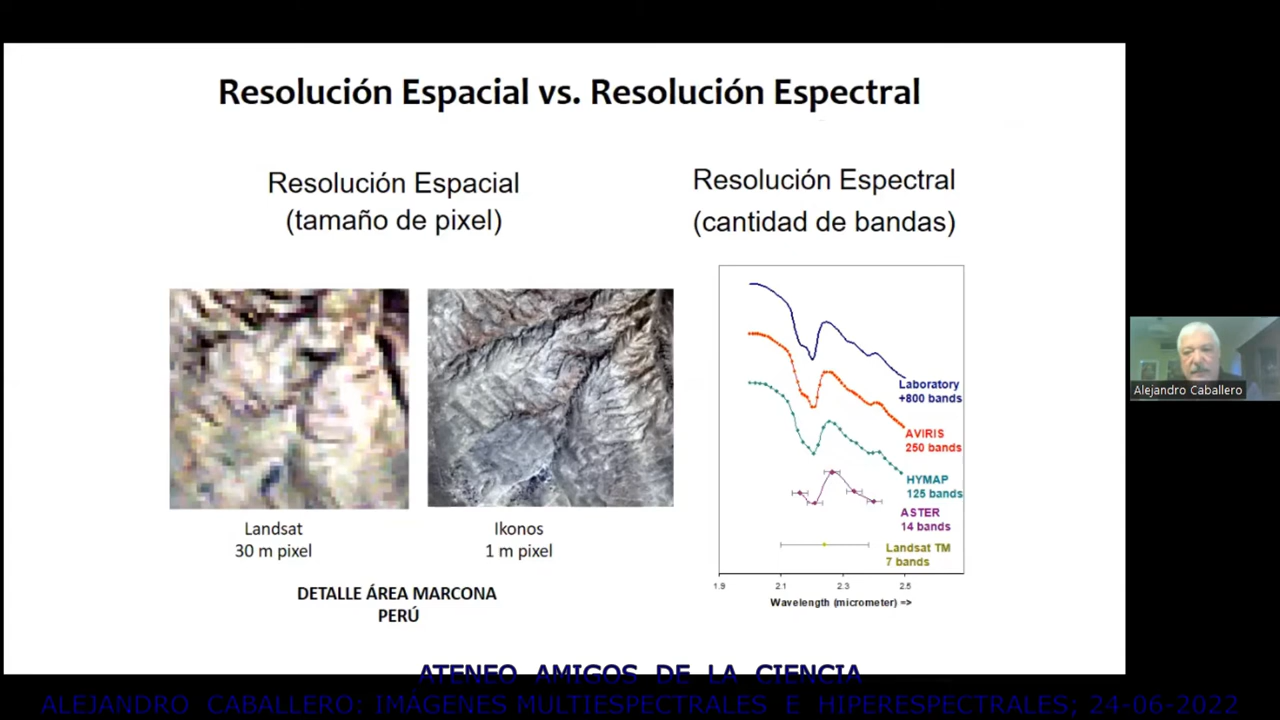 Resolución Espacial vs. Resolución Espectral
Resolución Espacial
(tamaño de pixel)
Resolución Espectral
(cantidad de bandas)
Landsat
30 m pixel
Ikonos
1 m pixel
DETALLE ÁREA MARCONA
PERÚ
Laboratory
+800 bands
AVIRIS
250 bands
HYMAP
125 bands
ASTER
14 bands
Landsat TM
7 bands
1.9 2.1 2.3 2.5
Wavelength (micrometer) =>
Alejandro Caballero
ATENEO AMIGOS DE LA CIENCIA
ALEJANDRO CABALLERO: IMÁGENES MULTIESPECTRALES E HIPERESPECTRALES; 24-06-2022